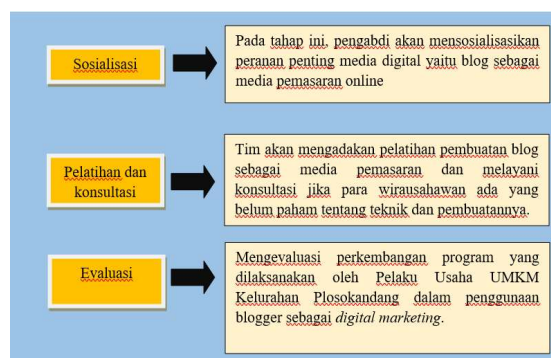 Sosialisasi
Pada tahap ini, pengabdi akan mensosialisasikan
peranan penting media digital yaitu blog sebagai
media pemasaran online
Pelatihan dan
konsultasi
Tim akan mengadakan pelatihan pembuatan blog
sebagai media pemasaran dan melayani
konsultasi jika para wirausahawan ada yang
belum paham tentang teknik dan pembuatannya.
Evaluasi
Mengevaluasi perkembangan program yang
dilaksanakan oleh Pelaku Usaha UMKM
Kelurahan Plosokandang dalam penggunaan
blogger sebagai digital marketing.